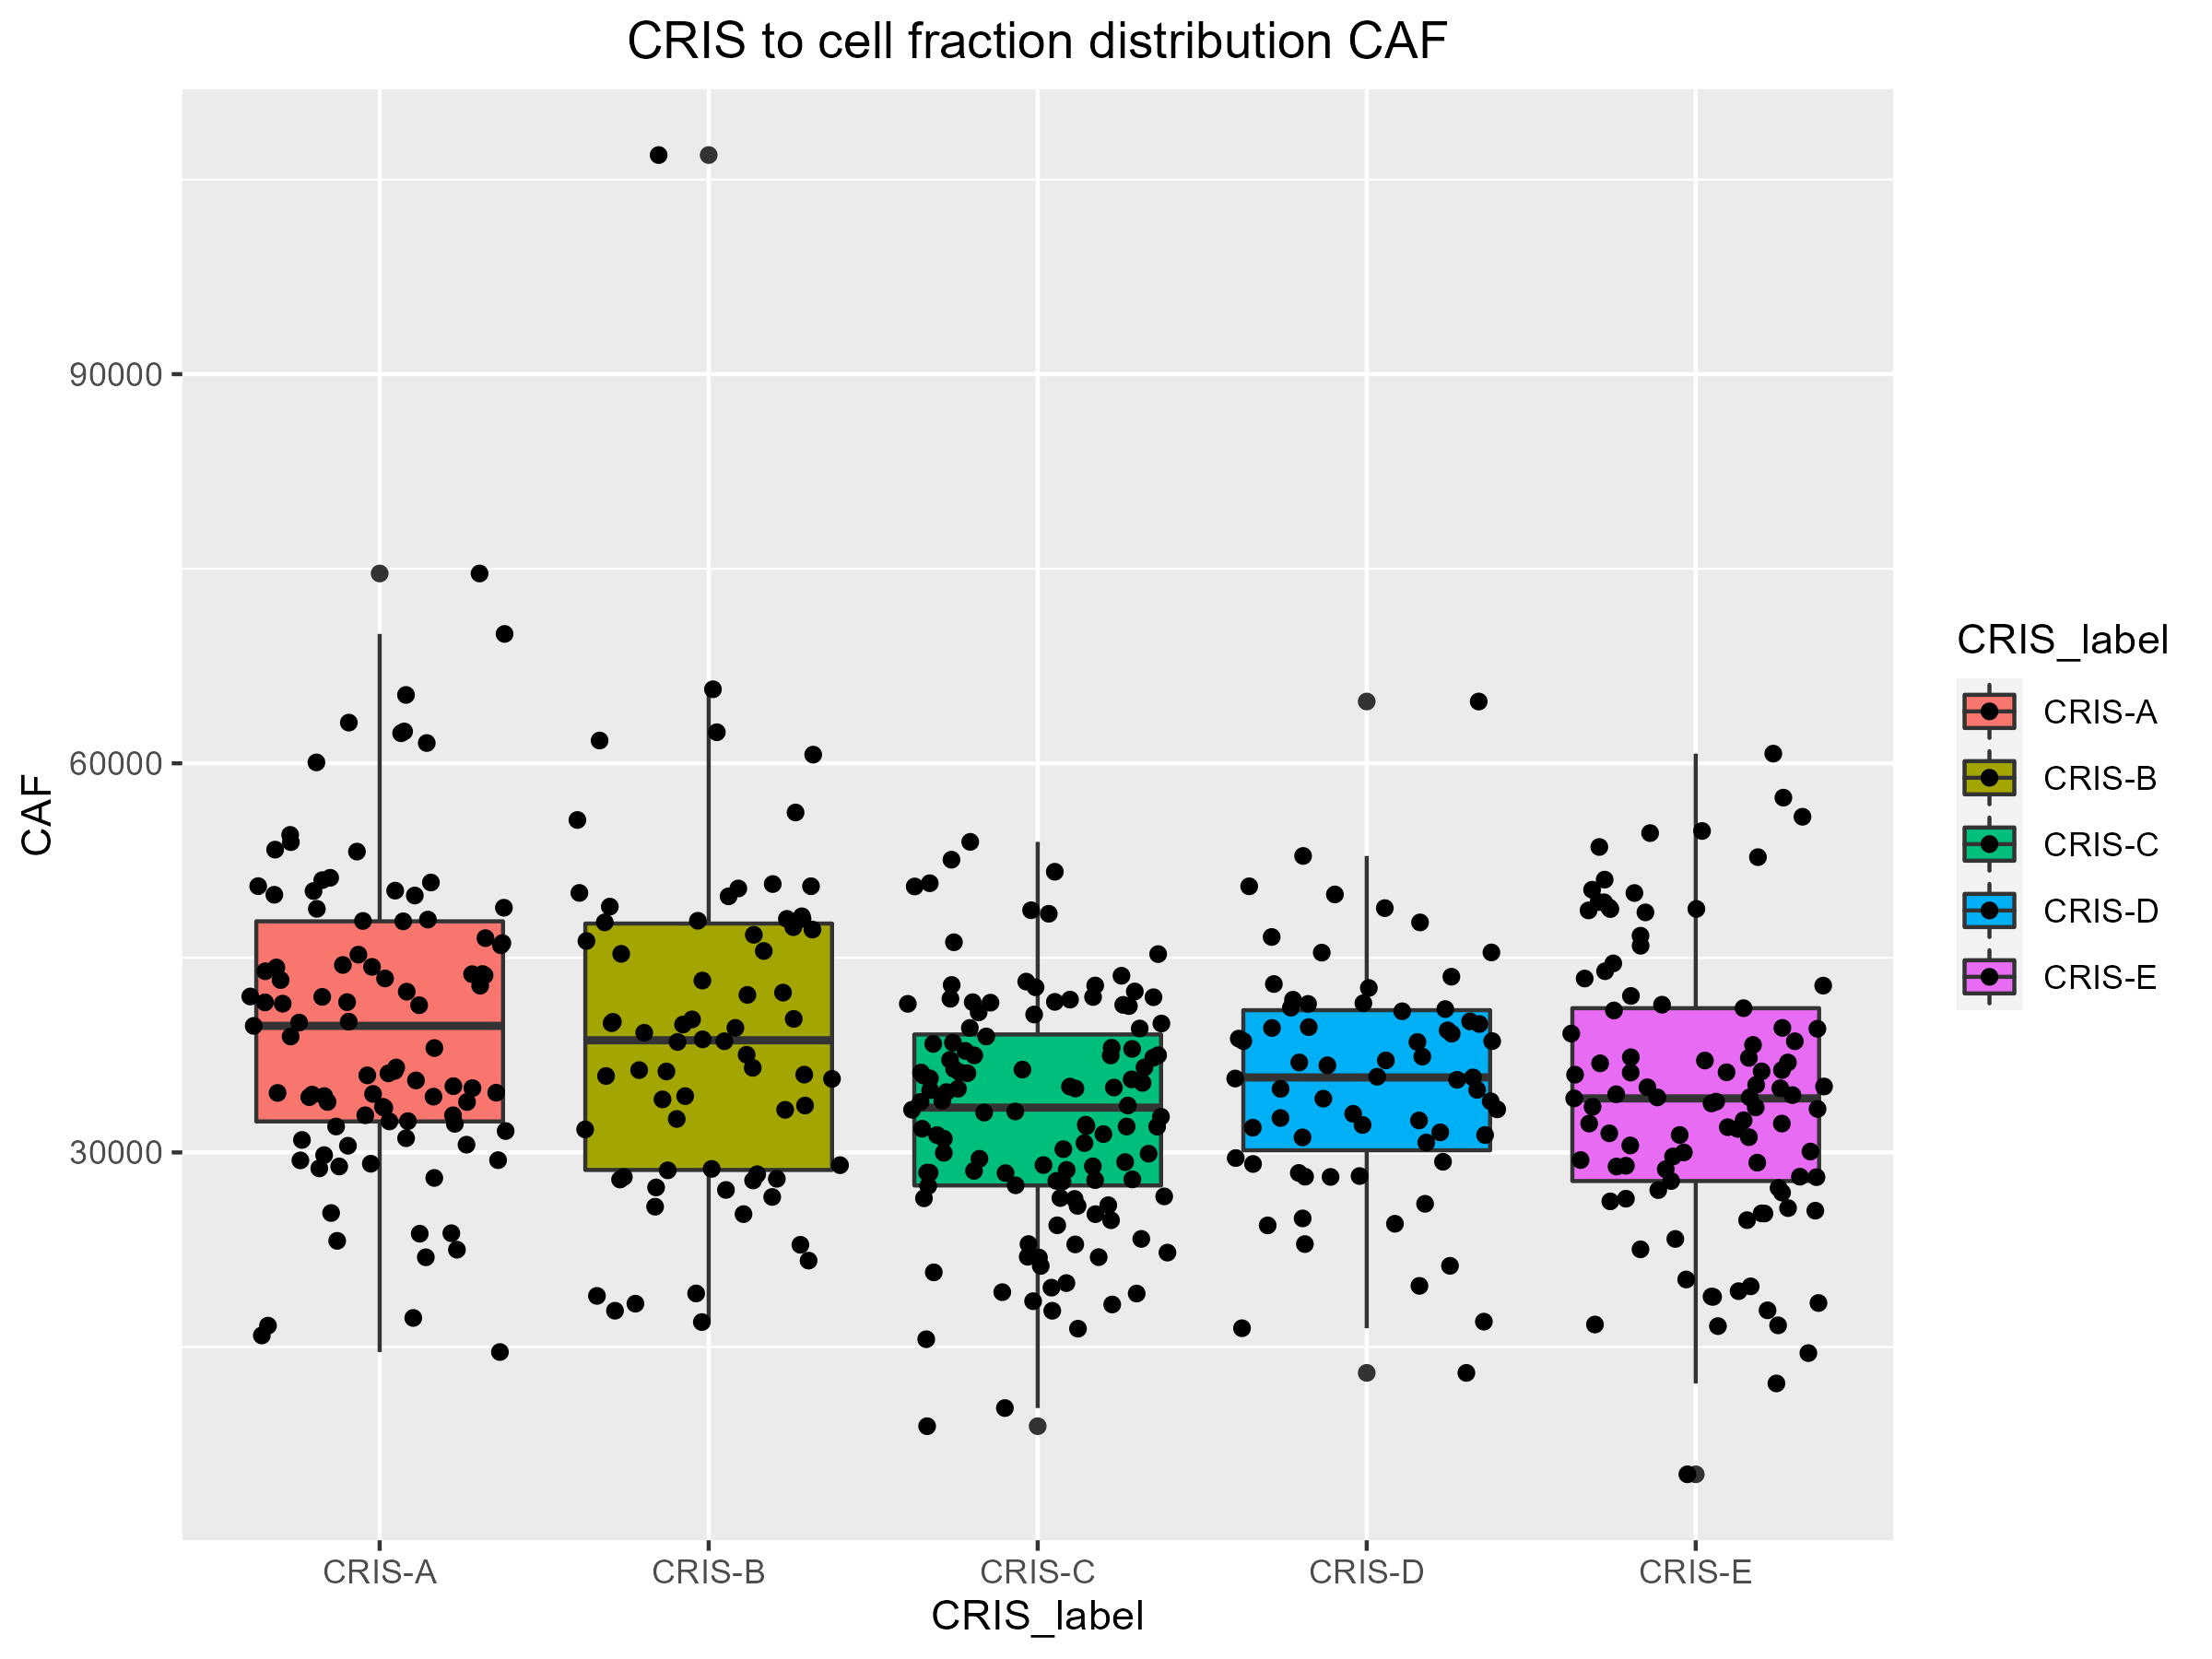 CRIS to cell fraction distribution CAF
90000
60000
30000
CAF
CRIS-A
CRIS-B
CRIS-C
CRIS-D
CRIS-E
CRIS_label
CRIS_label
CRIS-A
CRIS-B
CRIS-C
CRIS-D
CRIS-E